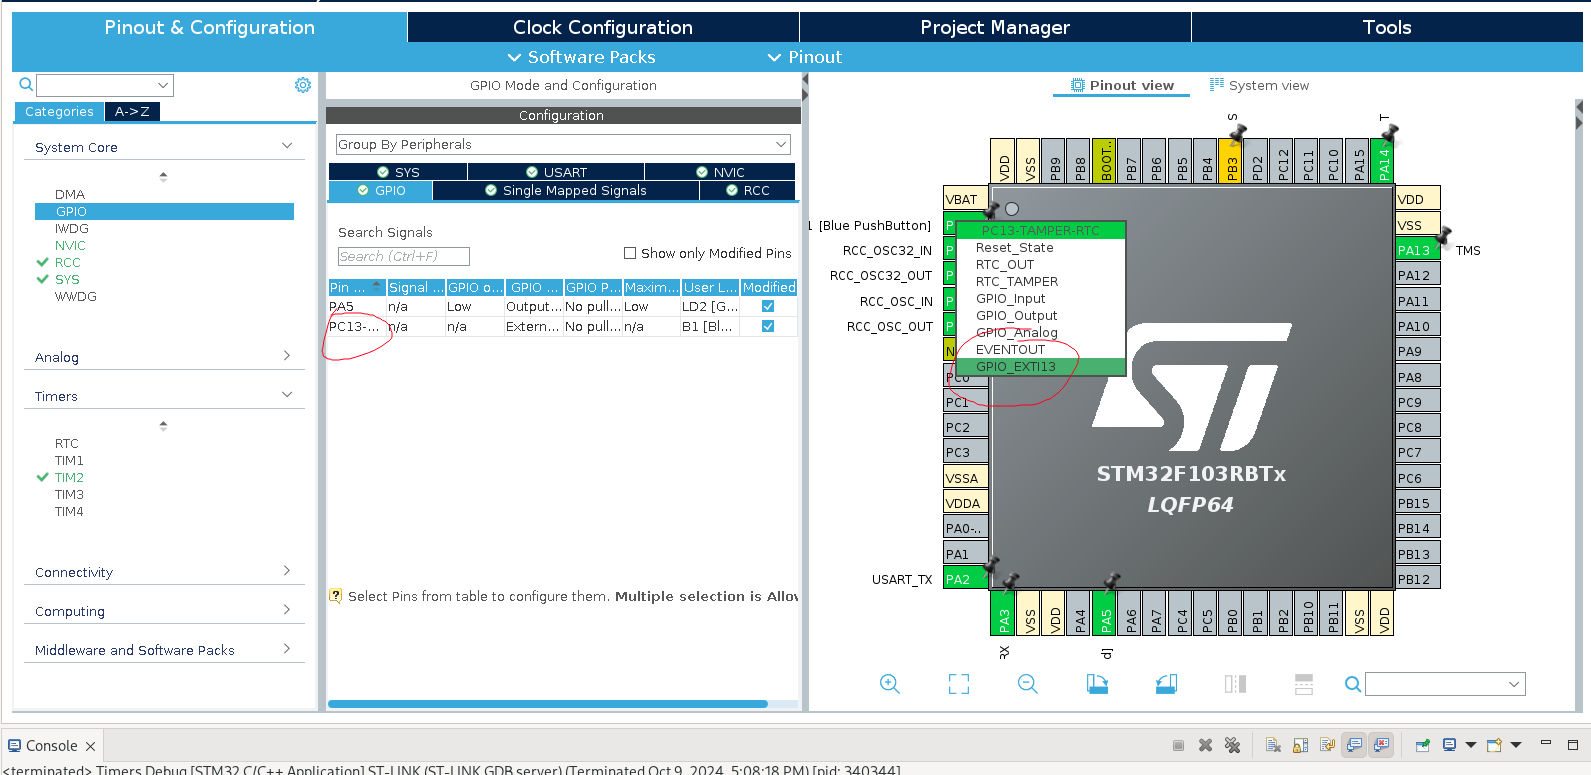 Pinout & Configuration
Clock Configuration
Project Manager
Tools
Software Packs
Pinout
Categories
A->Z
System Core
DMA
GPIO
IWDG
NVIC
RCC
SYS
WWDG
Analog
Timers
RTC
TIM1
TIM2
TIM3
TIM4
Connectivity
Computing
Middleware and Software Packs
GPIO Mode and Configuration
Configuration
Group By Peripherals
SYS
USART
NVIC
GPIO
Single Mapped Signals
RCC
Search Signals
Search (Ctrl+F)
Show only Modified Pins
Pin ... Signal ... GPIO o... GPIO ... GPIO P... Maxim... User L... Modified
PA5 n/a Low Output... No pull... Low LD2 [G...
PC13-... n/a n/a Extern... No pull... n/a B1 [Bl...
Select Pins from table to configure them. Multiple selection is Allow
Pinout view
System view
S
T
VDD
VSS
PB9
PB8
BOOT..
PB7
PB6
PB5
PB4
PB3
PD2
PC12
PC11
PC10
PA15
PA14
VBAT
1 [Blue PushButton]
P
RCC_OSC32_IN
P
RCC_OSC32_OUT
P
RCC_OSC_IN
P
RCC_OSC_OUT
P
N
PC0
PC1
PC2
PC3
VSSA
VDDA
PA0-..
PA1
USART_TX
PA2
PC13-TAMPER-RTC
Reset_State
RTC_OUT
RTC_TAMPER
GPIO_Input
GPIO_Output
GPIO_Analog
EVENTOUT
GPIO_EXTI13
ST
STM32F103RBTx
LQFP64
VDD
VSS
PA13
TMS
PA12
PA11
PA10
PA9
PA8
PC9
PC8
PC7
PC6
PB15
PB14
PB13
PB12
PA3
VSS
VDD
PA4
PA5
PA6
PA7
PC4
PC5
PB0
PB1
PB2
PB10
PB11
VSS
VDD
RX
d]
Console
<terminated> Timers Debug [STM32 C/C++ Application] ST-LINK (ST-LINK GDB server) (Terminated Oct 9, 2024, 5:08:18 PM) [pid: 340344]